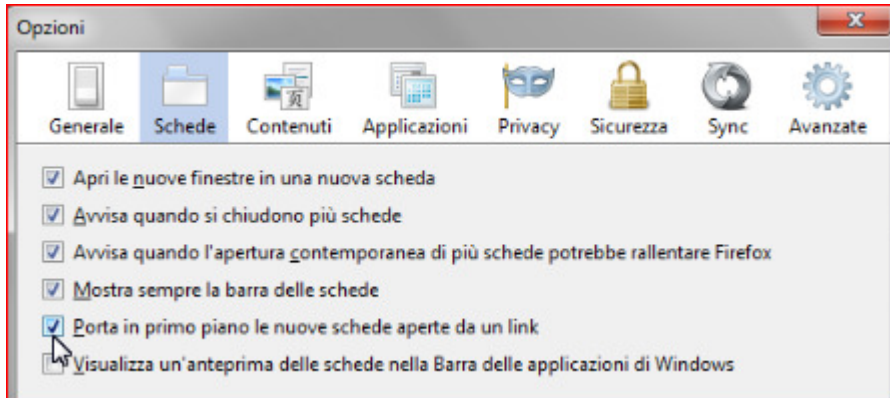 Opzioni
Generale Schede Contenuti Applicazioni Privacy Sicurezza Sync Avanzate
Apri le nuove finestre in una nuova scheda
Avvisa quando si chiudono più schede
Avvisa quando l'apertura contemporanea di più schede potrebbe rallentare Firefox
Mostra sempre la barra delle schede
Porta in primo piano le nuove schede aperte da un link
Visualizza un'anteprima delle schede nella Barra delle applicazioni di Windows